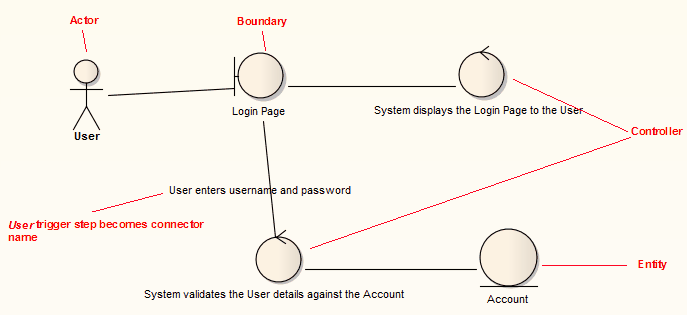 Actor
Boundary
User
Login Page
System displays the Login Page to the User
Controller
User enters username and password
User trigger step becomes connector
name
System validates the User details against the Account
Account
Entity